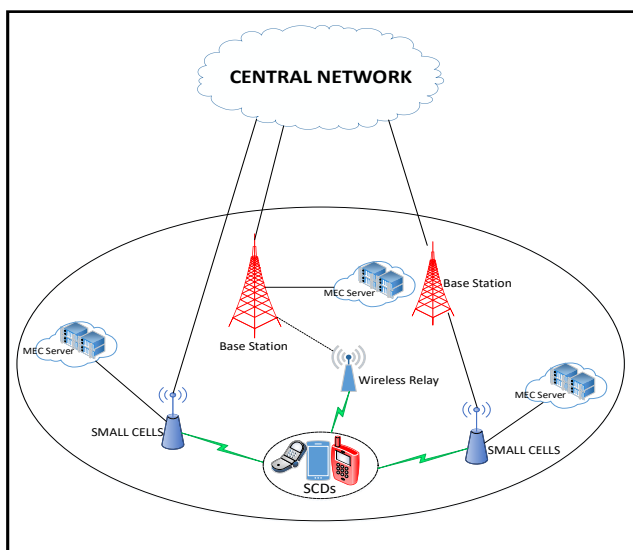 CENTRAL NETWORK
Base Station
MEC Server
Base Station
MEC Server
Wireless Relay
MEC Server
SMALL CELLS
SMALL CELLS
SCDs